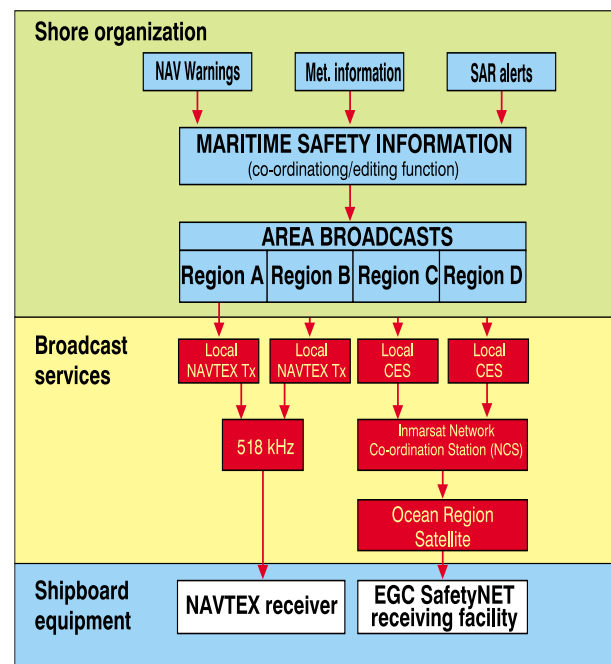 Shore organization
NAV Warnings
Met. information
SAR alerts
MARITIME SAFETY INFORMATION
(co-ordinationg/editing function)
AREA BROADCASTS
Region A
Region B
Region C
Region D
Broadcast
services
Local
NAVTEX Tx
Local
NAVTEX Tx
Local
CES
Local
CES
518 kHz
Inmarsat Network
Co-ordination Station (NCS)
Ocean Region
Satellite
Shipboard
equipment
NAVTEX receiver
EGC SafetyNET
receiving facility